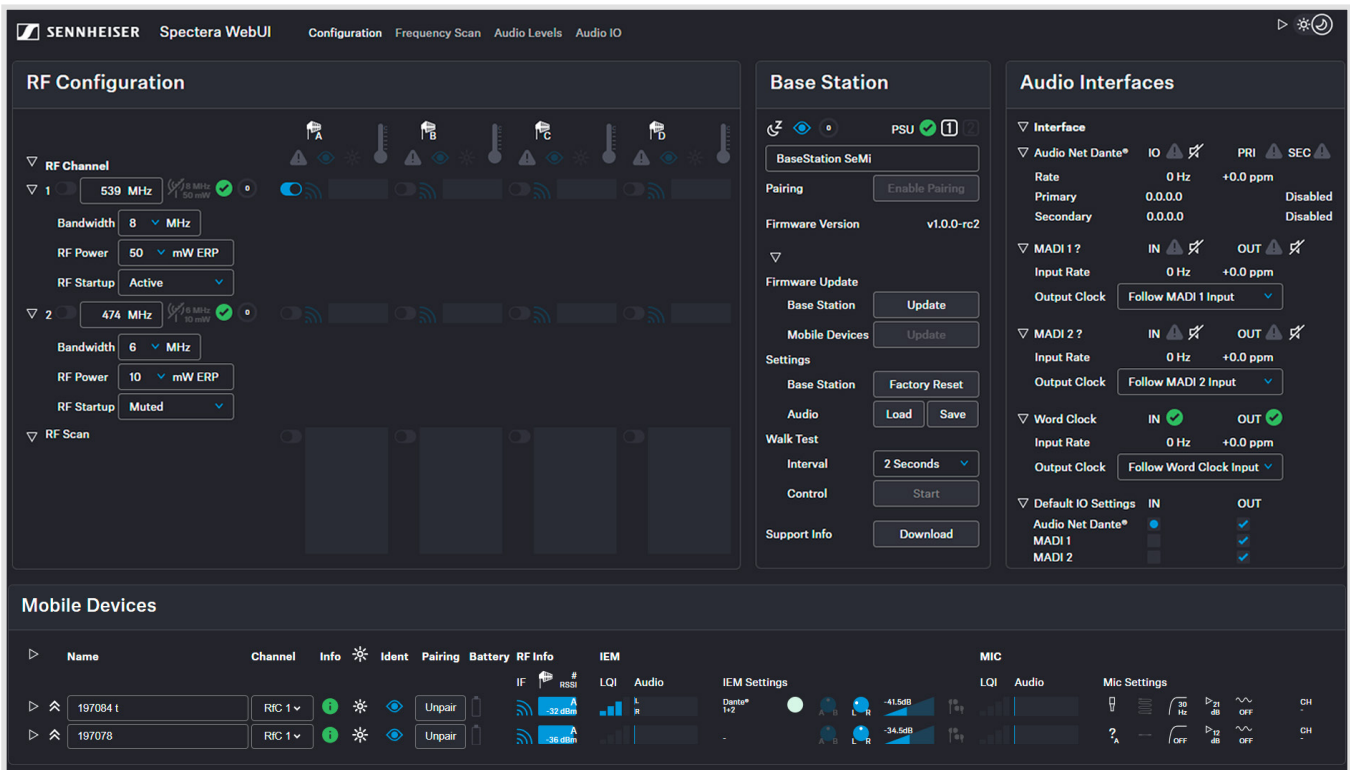 SENNHEISER Spectera WebUI Configuration Frequency Scan Audio Levels Audio IO
RF Configuration
A B C D
RF Channel
1 539 MHz 8 MHz 50 mW 0
Bandwidth 8 MHz
RF Power 50 mW ERP
RF Startup Active
2 474 MHz 6 MHz 10 mW 0
Bandwidth 6 MHz
RF Power 10 mW ERP
RF Startup Muted
RF Scan
Base Station
0 PSU 1 2
BaseStation SeMi
Pairing Enable Pairing
Firmware Version v1.0.0-rc2
Firmware Update
Base Station Update
Mobile Devices Update
Settings
Base Station Factory Reset
Audio Load Save
Walk Test
Interval 2 Seconds
Control Start
Support Info Download
Audio Interfaces
Interface
Audio Net Dante® IO PRI SEC
Rate 0 Hz +0.0 ppm
Primary 0.0.0.0 Disabled
Secondary 0.0.0.0 Disabled
MADI 1 ? IN OUT
Input Rate 0 Hz +0.0 ppm
Output Clock Follow MADI 1 Input
MADI 2 ? IN OUT
Input Rate 0 Hz +0.0 ppm
Output Clock Follow MADI 2 Input
Word Clock IN OUT
Input Rate 0 Hz +0.0 ppm
Output Clock Follow Word Clock Input
Default IO Settings IN OUT
Audio Net Dante®
MADI 1
MADI 2
Mobile Devices
Name Channel Info Ident Pairing Battery RF Info IEM MIC
IF # RSSI LQI Audio IEM Settings LQI Audio Mic Settings
197084 t RfC 1 Unpair A -32 dBm L R Dante® 1+2 A B L R -41.5dB 30 Hz 21 dB OFF CH -
197078 RfC 1 Unpair A -36 dBm - A B L R -34.5dB ? A OFF 12 dB OFF CH -